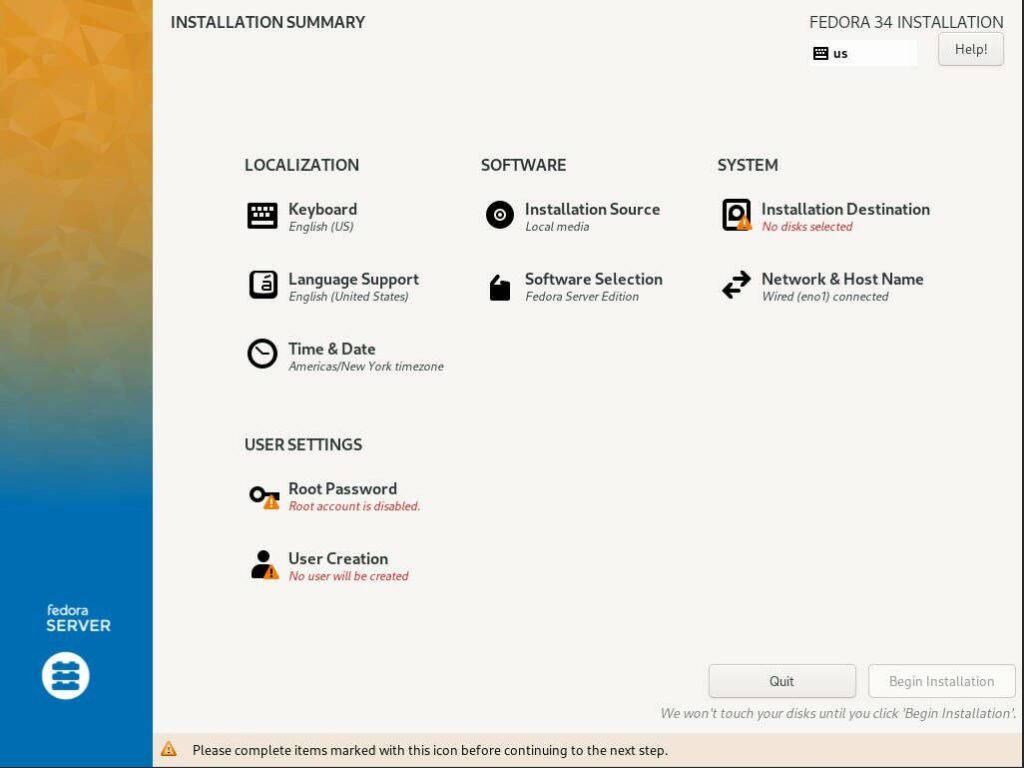 INSTALLATION SUMMARY
FEDORA 34 INSTALLATION
us
Help!
LOCALIZATION
Keyboard
English (US)
Language Support
English (United States)
Time & Date
Americas/New York timezone
SOFTWARE
Installation Source
Local media
Software Selection
Fedora Server Edition
SYSTEM
Installation Destination
No disks selected
Network & Host Name
Wired (eno1) connected
USER SETTINGS
Root Password
Root account is disabled.
User Creation
No user will be created
fedora
SERVER
Quit
Begin Installation
We won't touch your disks until you click 'Begin Installation'.
Please complete items marked with this icon before continuing to the next step.